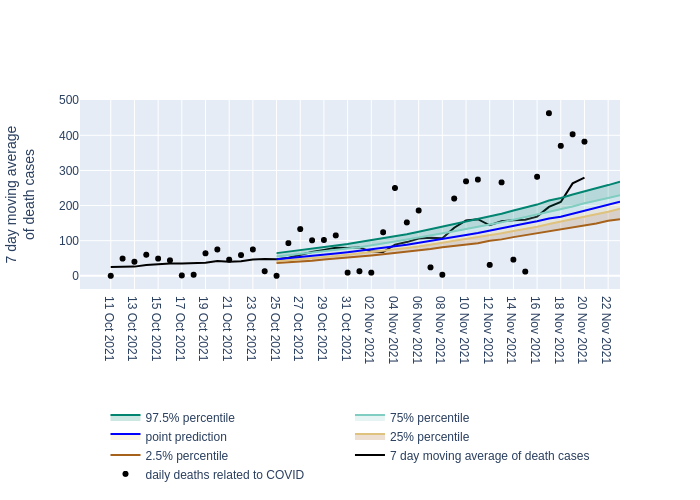 7 day moving average
of death cases
500
400
300
200
100
0
11 Oct 2021
13 Oct 2021
15 Oct 2021
17 Oct 2021
19 Oct 2021
21 Oct 2021
23 Oct 2021
25 Oct 2021
27 Oct 2021
29 Oct 2021
31 Oct 2021
02 Nov 2021
04 Nov 2021
06 Nov 2021
08 Nov 2021
10 Nov 2021
12 Nov 2021
14 Nov 2021
16 Nov 2021
18 Nov 2021
20 Nov 2021
22 Nov 2021
97.5% percentile
75% percentile
point prediction
25% percentile
2.5% percentile
7 day moving average of death cases
daily deaths related to COVID